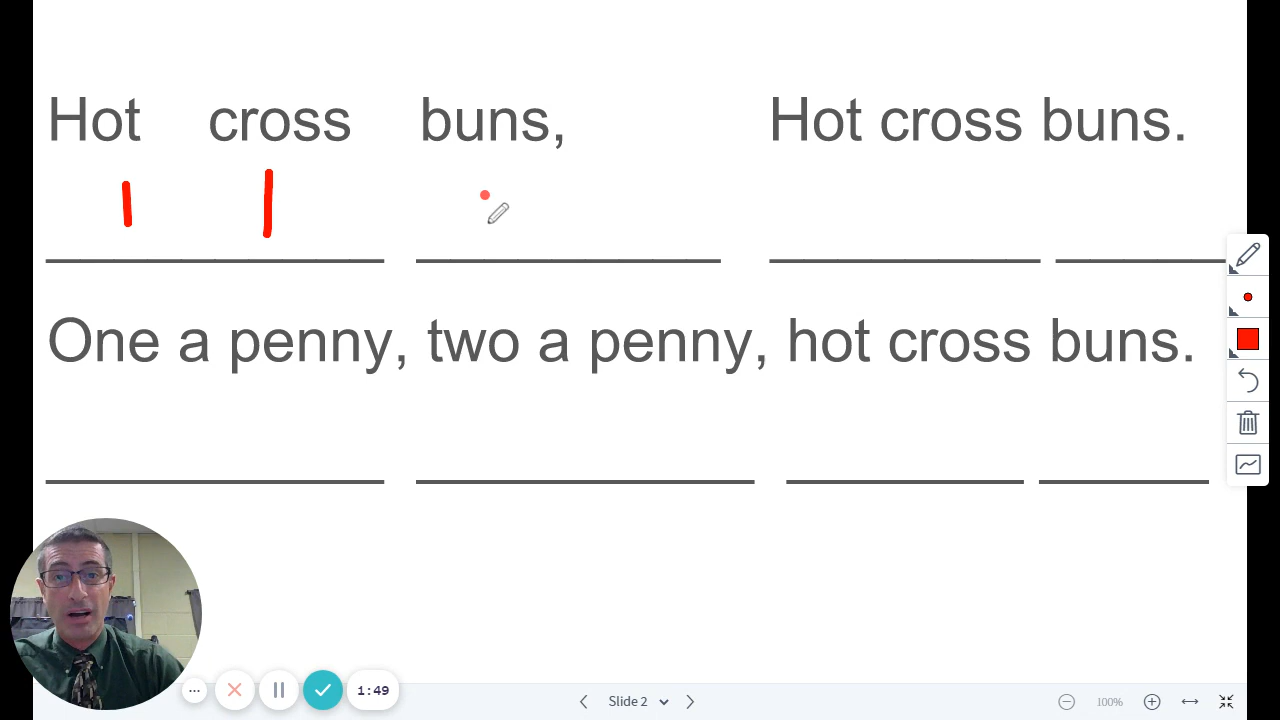 Hot cross buns, Hot cross buns.
One a penny, two a penny, hot cross buns.
1:49
Slide 2
100%